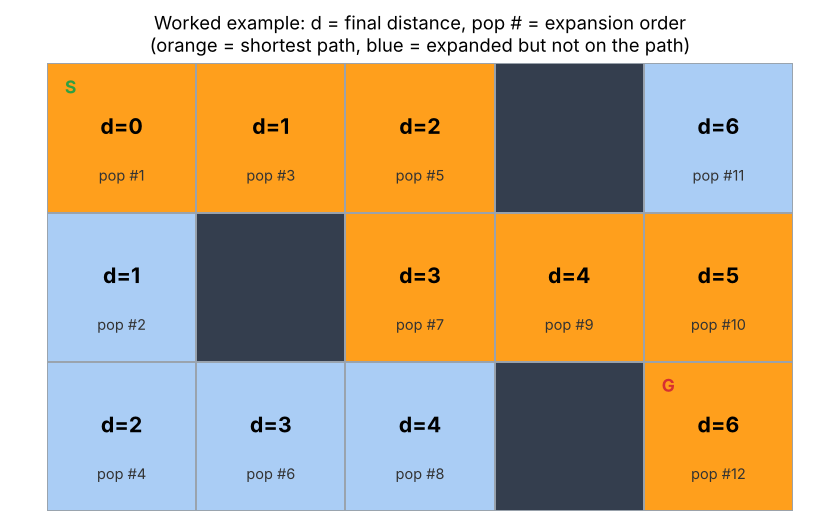 Worked example: d = final distance, pop # = expansion order
(orange = shortest path, blue = expanded but not on the path)
S
d=0
d=1
d=2
d=6
pop #1
pop #3
pop #5
pop #11
d=1
d=3
d=4
d=5
pop #2
pop #7
pop #9
pop #10
G
d=2
d=3
d=4
d=6
pop #4
pop #6
pop #8
pop #12